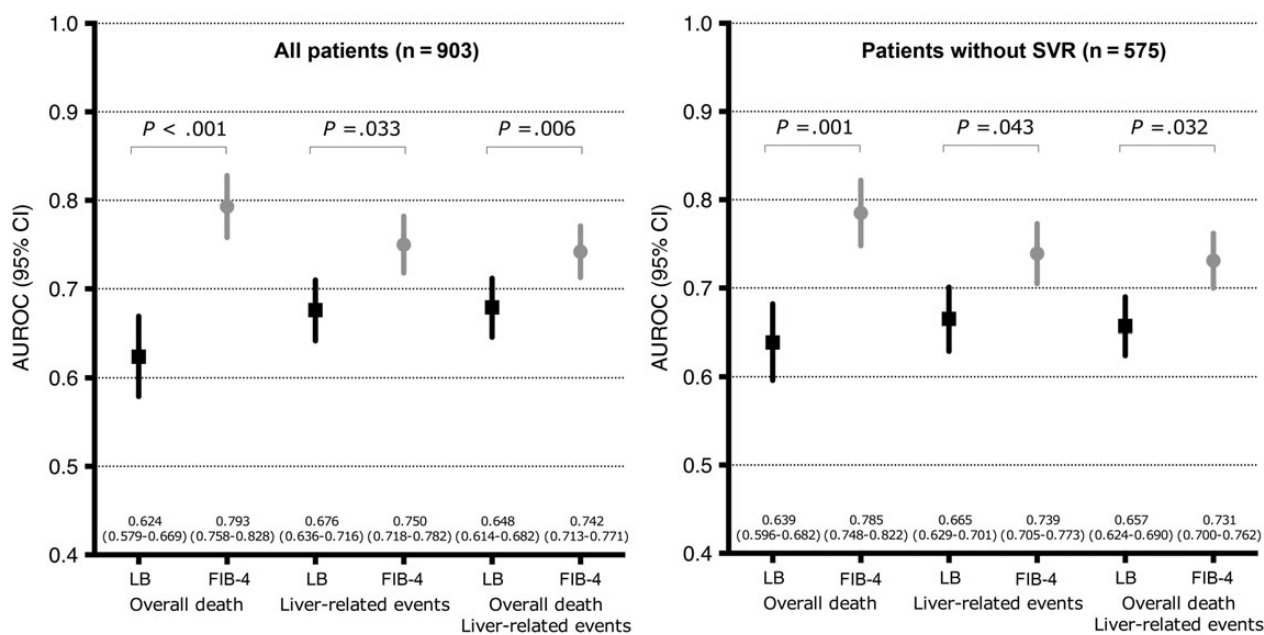 All patients (n = 903)
AUROC (95% CI)
1.0
0.9
0.8
0.7
0.6
0.5
0.4
P < .001
P =.033
P =.006
0.624 0.793 0.676 0.750 0.648 0.742
(0.579-0.669) (0.758-0.828) (0.636-0.716) (0.718-0.782) (0.614-0.682) (0.713-0.771)
LB FIB-4 LB FIB-4 LB FIB-4
Overall death Liver-related events Overall death
Liver-related events
Patients without SVR (n = 575)
AUROC (95% CI)
1.0
0.9
0.8
0.7
0.6
0.5
0.4
P =.001
P =.043
P =.032
0.639 0.785 0.665 0.739 0.657 0.731
(0.596-0.682) (0.748-0.822) (0.629-0.701) (0.705-0.773) (0.624-0.690) (0.700-0.762)
LB FIB-4 LB FIB-4 LB FIB-4
Overall death Liver-related events Overall death
Liver-related events